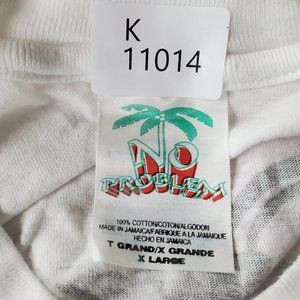 K
11014
NO
PROBLEM
100% COTTON/COTON/ALGODON
MADE IN JAMAICA/FABRIQUE A LA JAMAIQUE
HECHO EN JAMAICA
T GRAND/X GRANDE
X LARGE